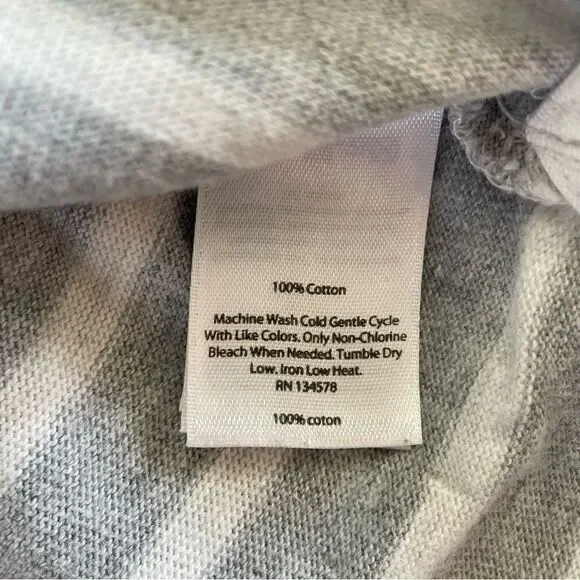 100% Cotton
Machine Wash Cold Gentle Cycle
With Like Colors. Only Non-Chlorine
Bleach When Needed. Tumble Dry
Low. Iron Low Heat.
RN 134578
100% coton